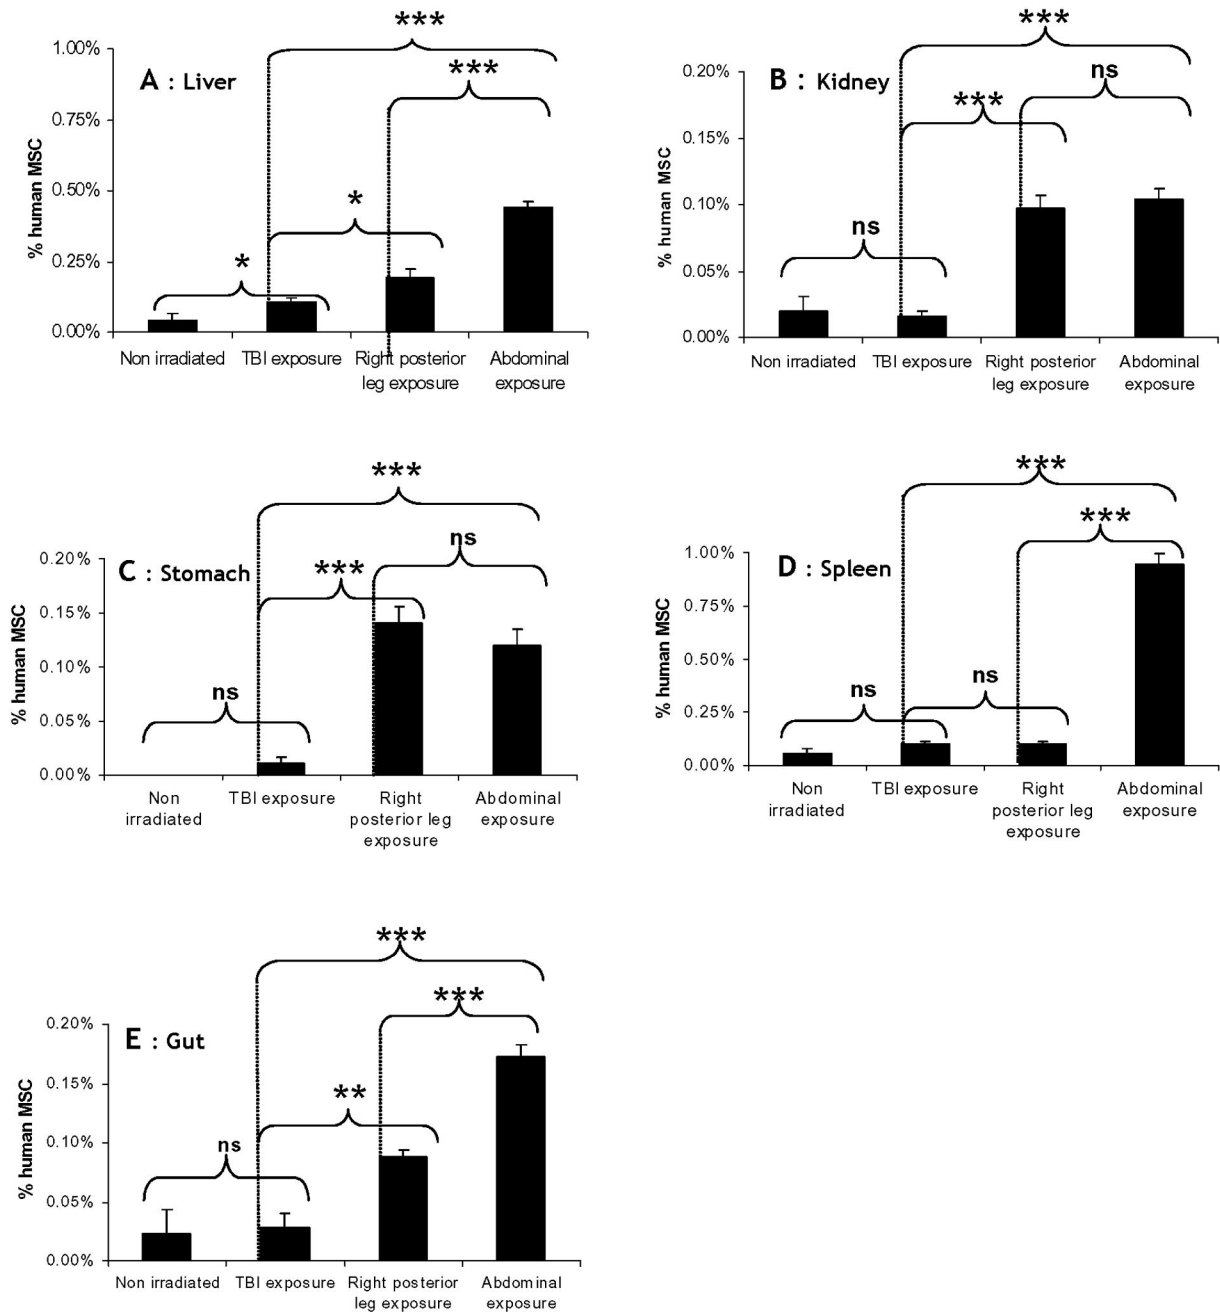 ***
1.00%
A : Liver
***
0.75%
% human MSC
0.50%
*
*
0.25%
0.00%
Non irradiated TBI exposure Right posterior Abdominal
leg exposure exposure
***
B : Kidney
ns
0.20%
***
0.15%
% human MSC
0.10%
ns
0.05%
0.00%
Non irradiated TBI exposure Right posterior Abdominal
leg exposure exposure
***
ns
0.20%
C : Stomach
***
0.15%
% human MSC
0.10%
ns
0.05%
0.00%
Non TBI exposure Right Abdominal
irradiated posterior leg exposure
exposure
***
***
1.00%
D : Spleen
0.75%
% human MSC
0.50%
ns ns
0.25%
0.00%
Non TBI exposure Right Abdominal
irradiated posterior leg exposure
exposure
***
***
0.20%
E : Gut
0.15%
% human MSC
**
0.10%
ns
0.05%
0.00%
Non irradiated TBI exposure Right posterior Abdominal
leg exposure exposure